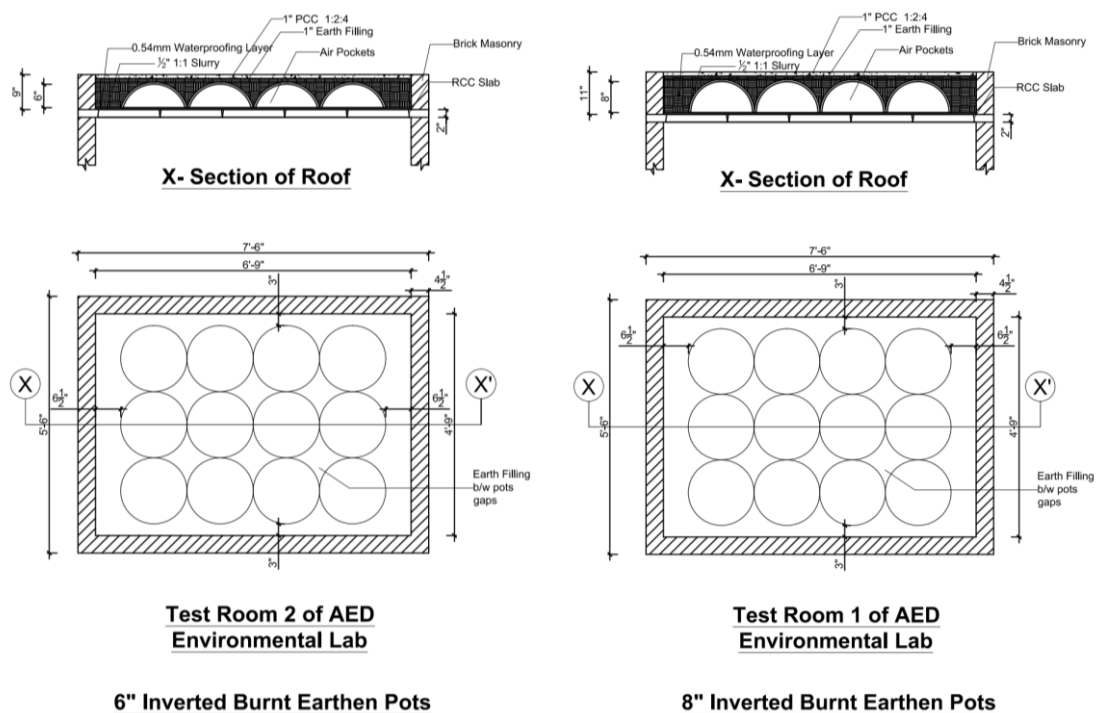 1" PCC 1:2:4
1" Earth Filling
0.54mm Waterproofing Layer
Air Pockets
½" 1:1 Slurry
Brick Masonry
RCC Slab
9"
6"
2"
X- Section of Roof
7'-6"
6'-9"
4½"
3"
6½"
6½"
X
X'
5'-6"
4'-9"
Earth Filling
b/w pots
gaps
3"
Test Room 2 of AED
Environmental Lab
6" Inverted Burnt Earthen Pots
1" PCC 1:2:4
1" Earth Filling
0.54mm Waterproofing Layer
Air Pockets
½" 1:1 Slurry
Brick Masonry
RCC Slab
11"
8"
2"
X- Section of Roof
7'-6"
6'-9"
4½"
3"
6½"
6½"
X
X'
5'-6"
4'-9"
Earth Filling
b/w pots
gaps
3"
Test Room 1 of AED
Environmental Lab
8" Inverted Burnt Earthen Pots